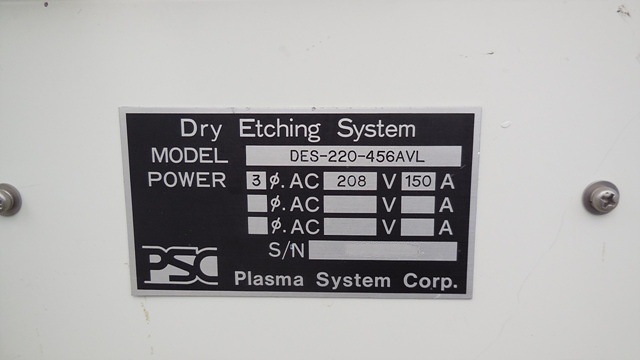 Dry Etching System
MODEL DES-220-456AVL
POWER 3 ø. AC 208 V 150 A
ø. AC V A
ø. AC V A
S/N
PSC Plasma System Corp.